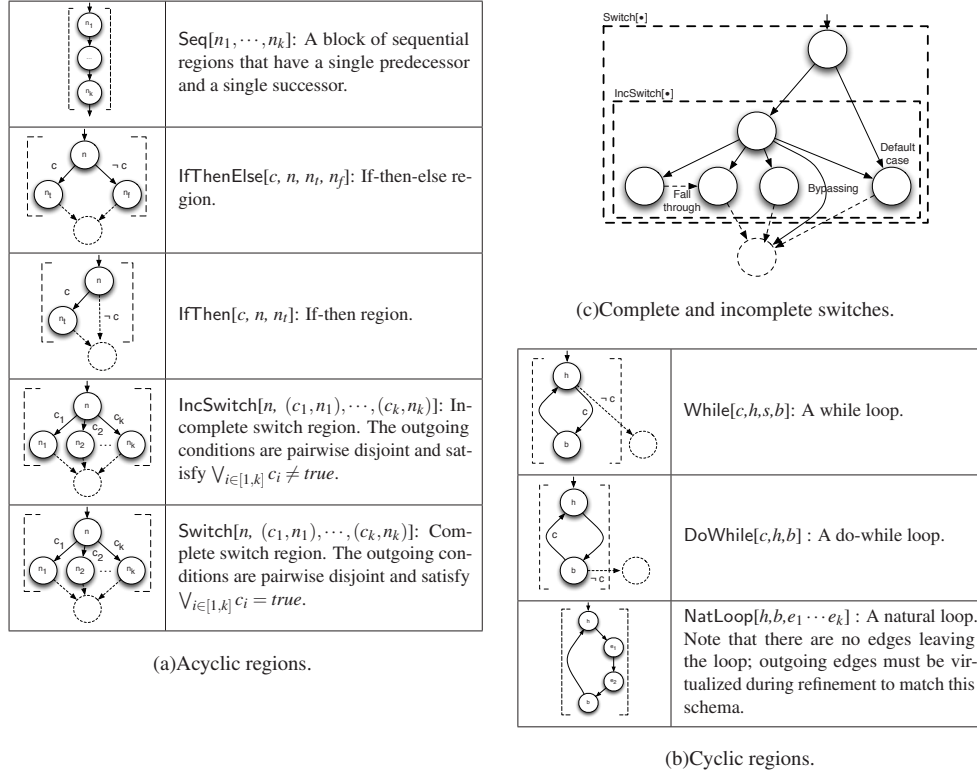 n₁
...
nₖ
Seq[n₁,⋯,nₖ]: A block of sequential
regions that have a single predecessor
and a single successor.
n
c
¬ c
nₜ
n_f
IfThenElse[c, n, nₜ, n_f]: If-then-else re-
gion.
n
c
¬ c
nₜ
IfThen[c, n, nₜ]: If-then region.
n
c₁
c₂
cₖ
n₁
n₂
...
nₖ
IncSwitch[n, (c₁,n₁),⋯,(cₖ,nₖ)]: In-
complete switch region. The outgoing
conditions are pairwise disjoint and sat-
isfy ⋁_{i∈[1,k]} cᵢ ≠ true.
n
c₁
c₂
cₖ
n₁
n₂
...
nₖ
Switch[n, (c₁,n₁),⋯,(cₖ,nₖ)]: Com-
plete switch region. The outgoing con-
ditions are pairwise disjoint and satisfy
⋁_{i∈[1,k]} cᵢ = true.
(a)Acyclic regions.
Switch[•]
IncSwitch[•]
Default
case
Fall
through
Bypassing
(c)Complete and incomplete switches.
h
¬ c
c
b
While[c,h,s,b]: A while loop.
h
c
b
¬ c
DoWhile[c,h,b] : A do-while loop.
h
e₁
e₂
b
NatLoop[h,b,e₁⋯eₖ] : A natural loop.
Note that there are no edges leaving
the loop; outgoing edges must be vir-
tualized during refinement to match this
schema.
(b)Cyclic regions.